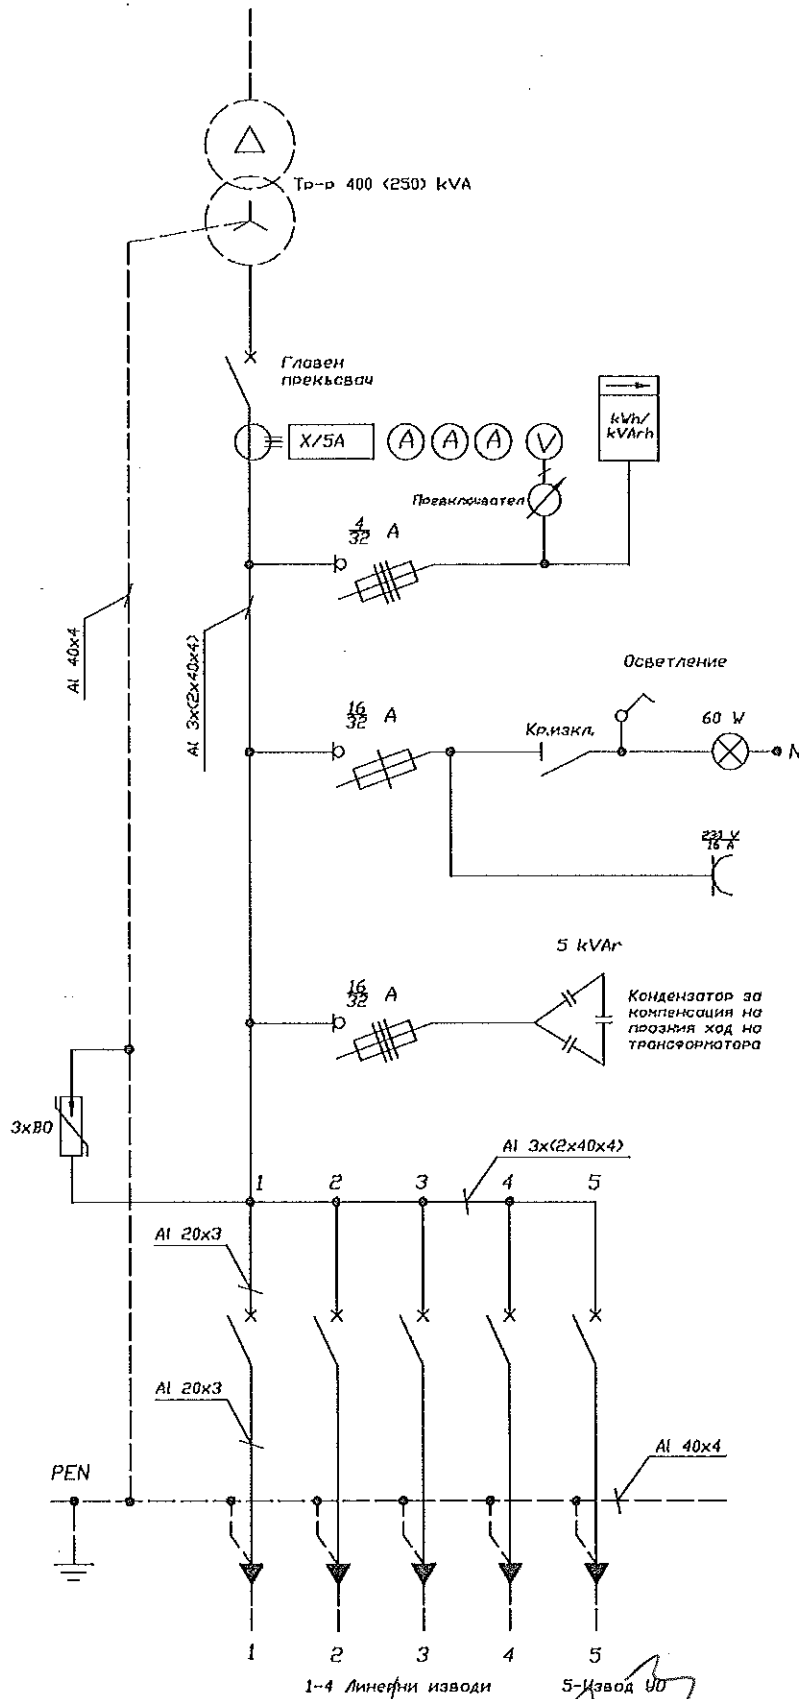 Тр-р 400 (250) kVA
Главен
прекъсвач
X/5A
A
A
A
V
kWh/
kVArh
Превключвател
4/32 A
Al 40x4
Al 3x(2x40x4)
Осветление
16/32 A
Кр.изкл.
60 W
N
231 V
16 A
5 kVAr
16/32 A
Кондензатор за
компенсация на
празния ход на
трансформатора
3xВО
Al 3x(2x40x4)
1 2 3 4 5
Al 20x3
Al 20x3
Al 40x4
PEN
1 2 3 4 5
1-4 Линейни изводи
5-Извод УО